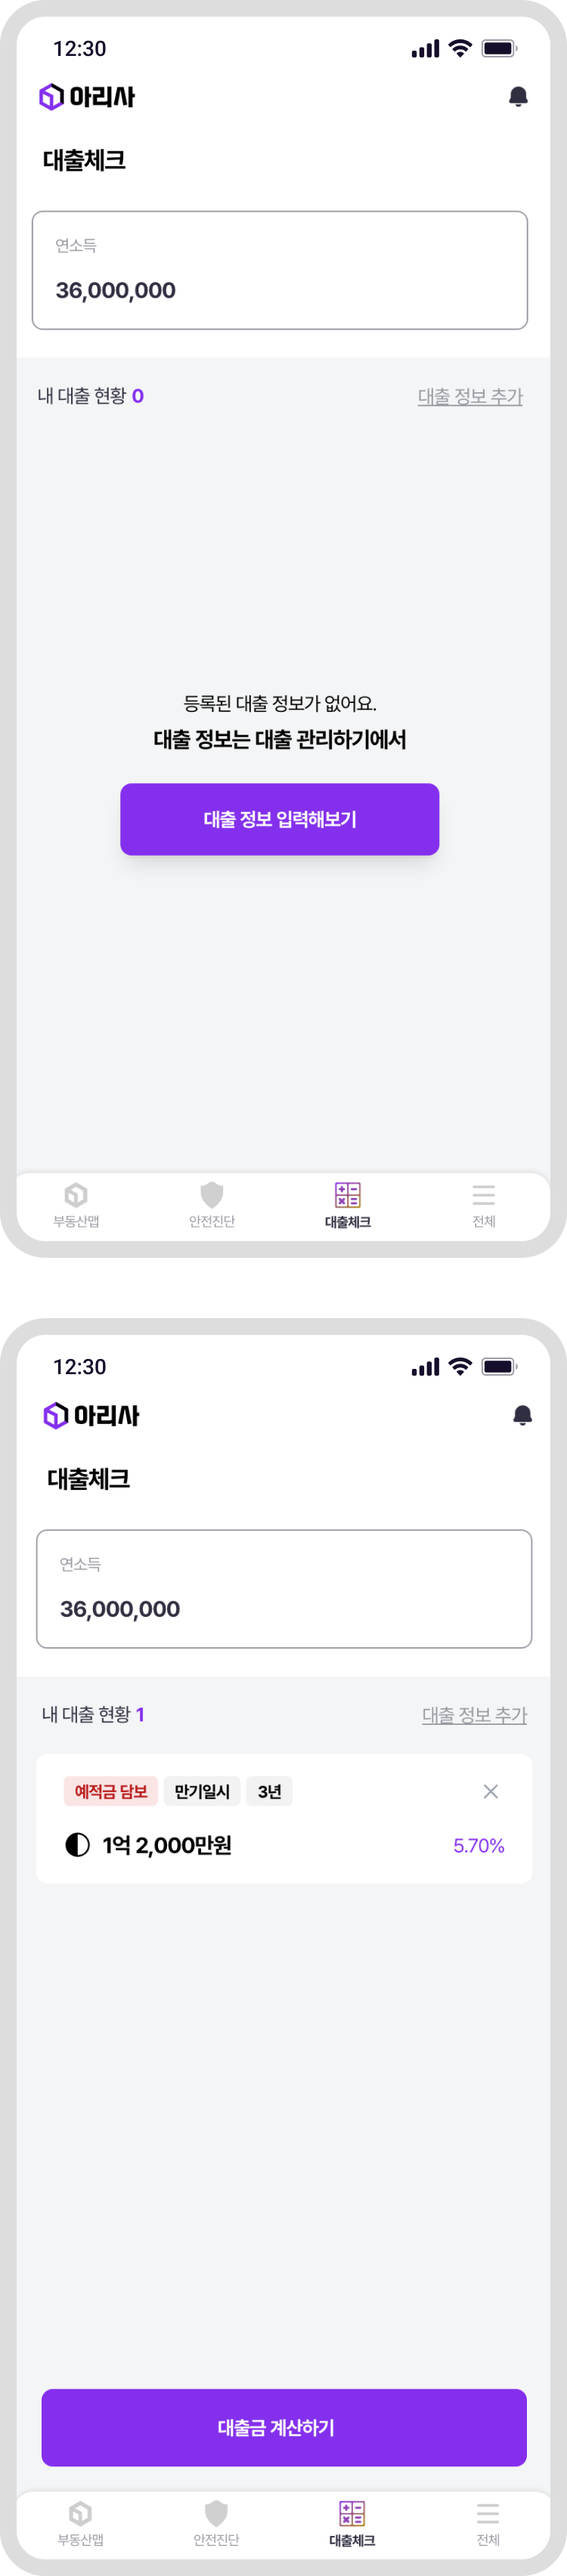 12:30
아리사
대출체크
연소득
36,000,000
내 대출 현황 0 대출 정보 추가
등록된 대출 정보가 없어요.
대출 정보는 대출 관리하기에서
대출 정보 입력해보기
부동산맵 안전진단 대출체크 전체
12:30
아리사
대출체크
연소득
36,000,000
내 대출 현황 1 대출 정보 추가
예적금 담보 만기일시 3년
1억 2,000만원 5.70%
대출금 계산하기
부동산맵 안전진단 대출체크 전체